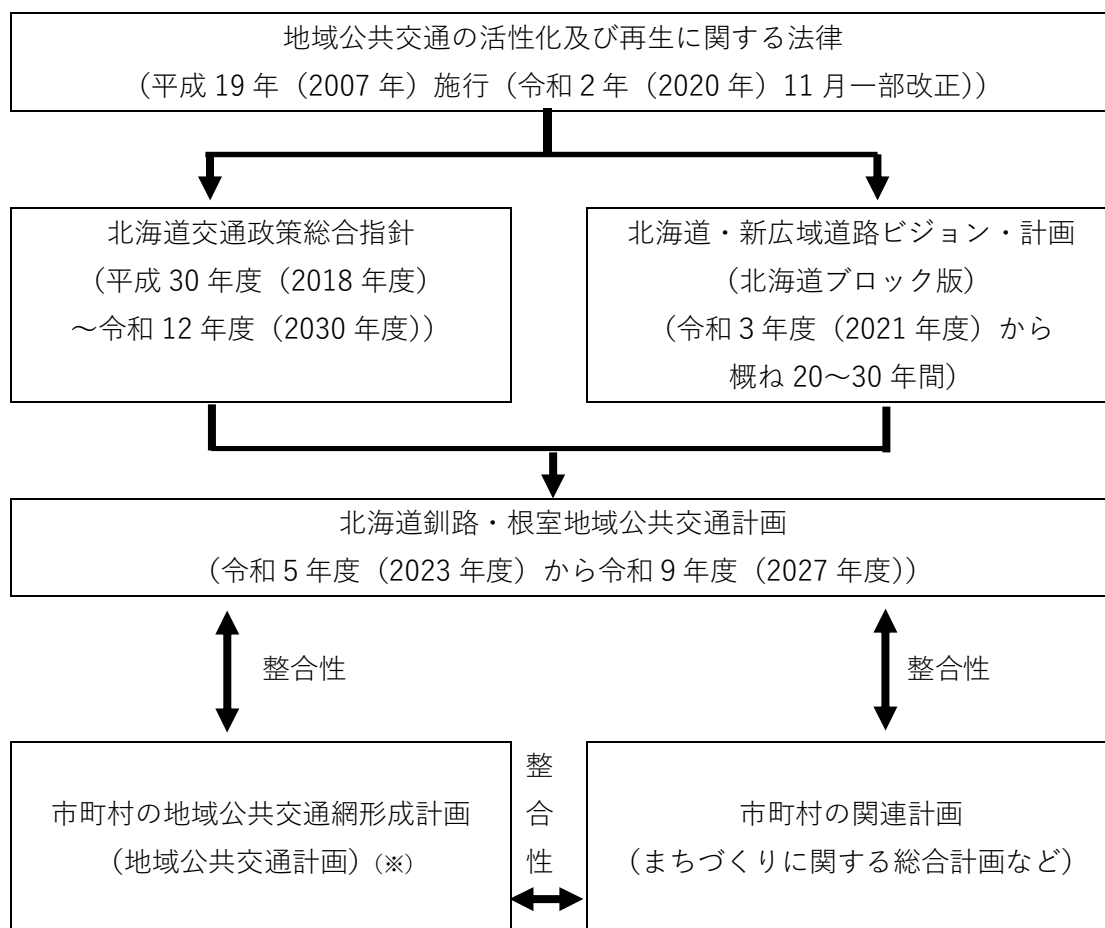 地域公共交通の活性化及び再生に関する法律
（平成 19 年（2007 年）施行（令和 2 年（2020 年）11 月一部改正））
北海道交通政策総合指針
（平成 30 年度（2018 年度）
～令和 12 年度（2030 年度））
北海道・新広域道路ビジョン・計画
（北海道ブロック版）
（令和 3 年度（2021 年度）から
概ね 20～30 年間）
北海道釧路・根室地域公共交通計画
（令和 5 年度（2023 年度）から令和 9 年度（2027 年度））
整合性
整合性
市町村の地域公共交通網形成計画
（地域公共交通計画）（※）
整
合
性
市町村の関連計画
（まちづくりに関する総合計画など）